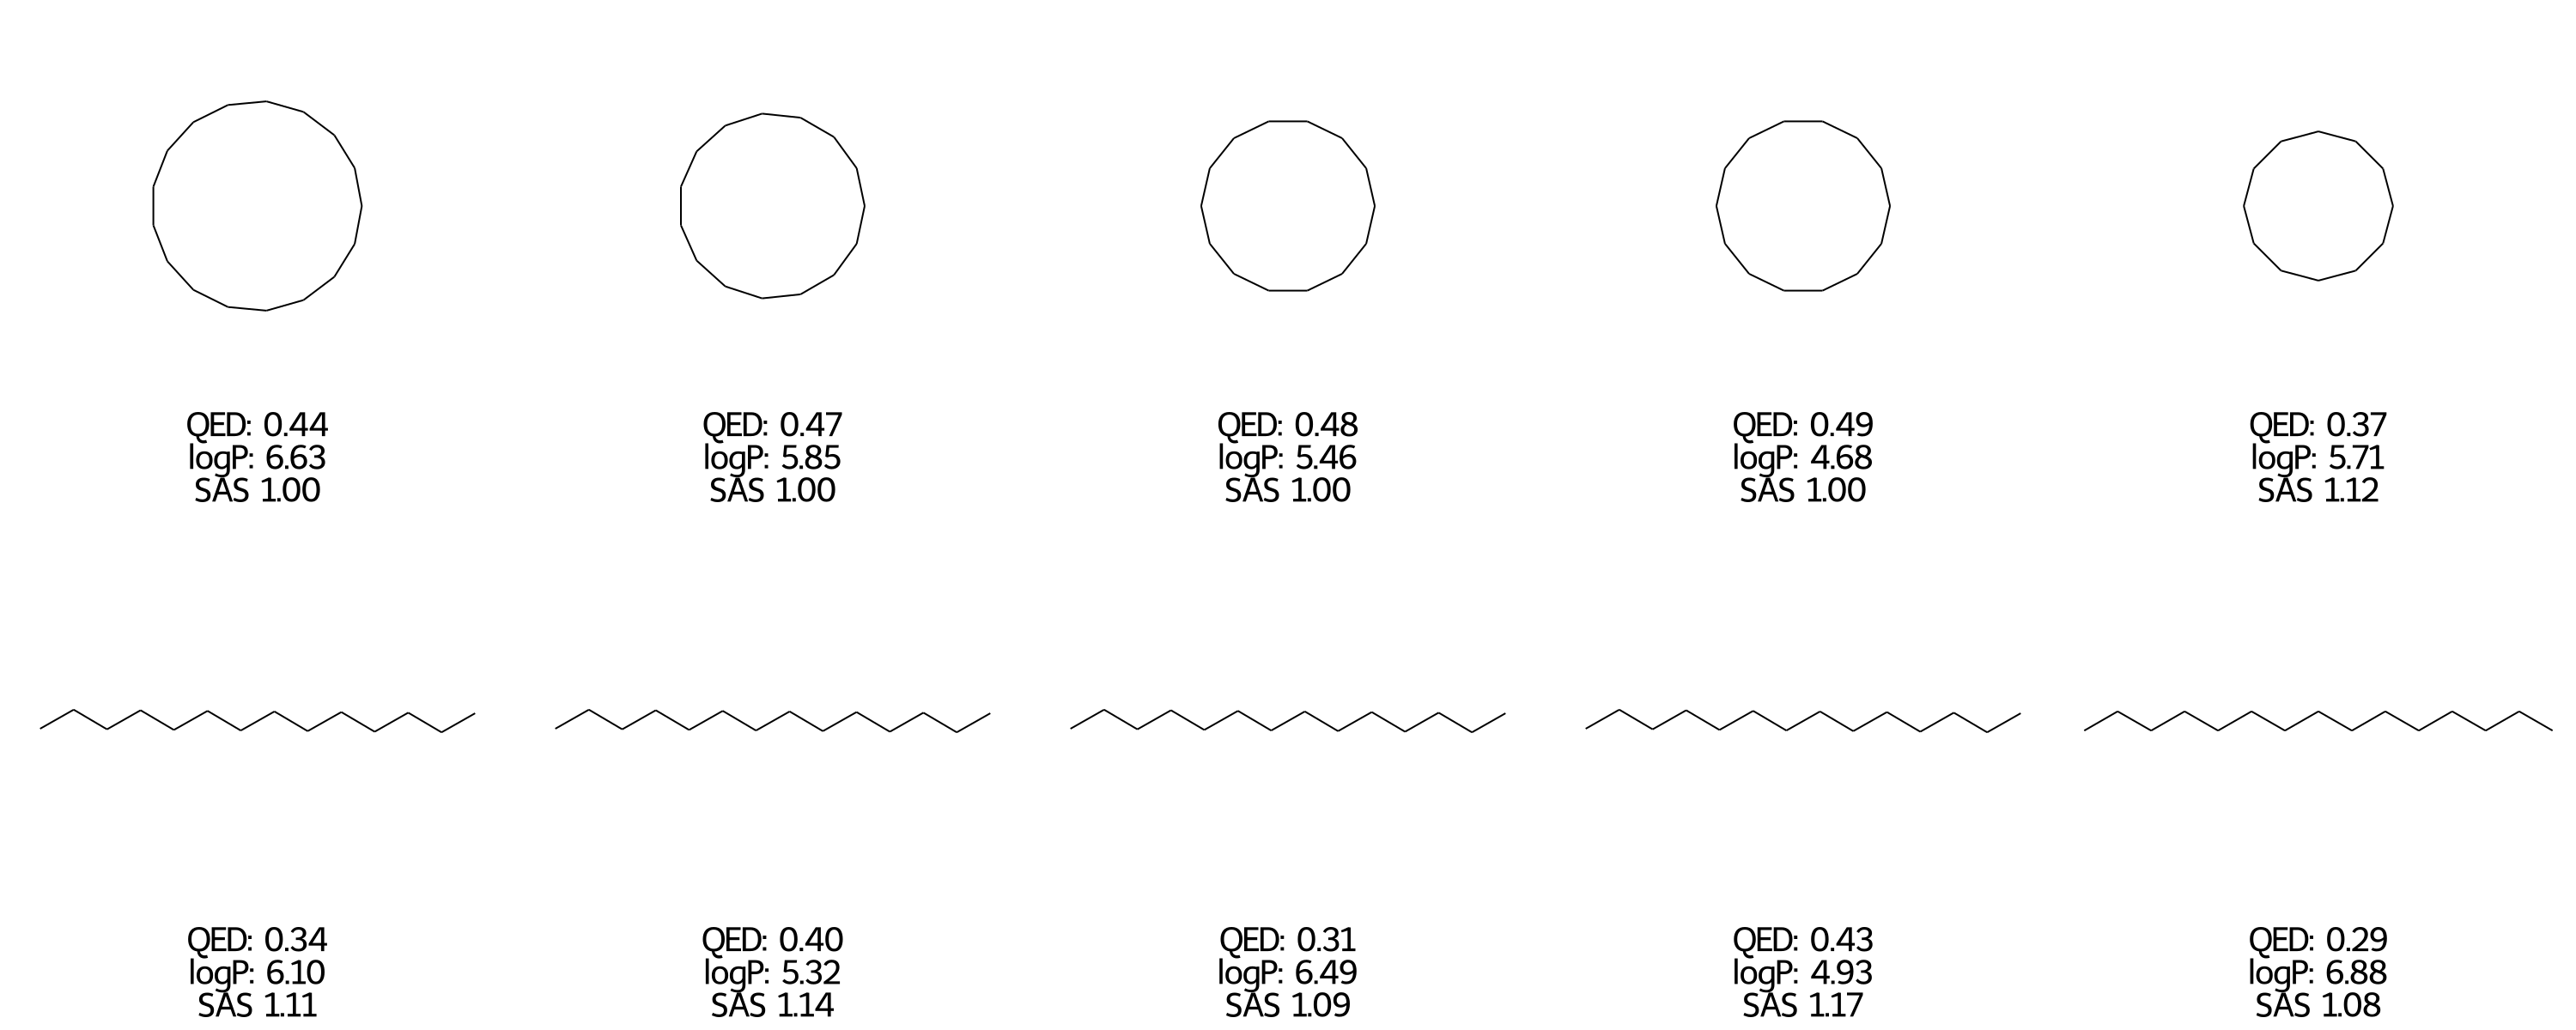 QED: 0.44
logP: 6.63
SAS 1.00
QED: 0.47
logP: 5.85
SAS 1.00
QED: 0.48
logP: 5.46
SAS 1.00
QED: 0.49
logP: 4.68
SAS 1.00
QED: 0.37
logP: 5.71
SAS 1.12
QED: 0.34
logP: 6.10
SAS 1.11
QED: 0.40
logP: 5.32
SAS 1.14
QED: 0.31
logP: 6.49
SAS 1.09
QED: 0.43
logP: 4.93
SAS 1.17
QED: 0.29
logP: 6.88
SAS 1.08